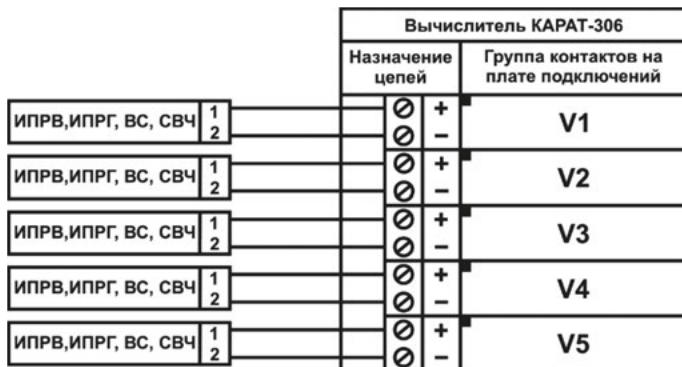 Вычислитель КАРАТ-306
Назначение
цепей
Группа контактов на
плате подключений
ИПРВ,ИПРГ, ВС, СВЧ 1 + V1
2 −
ИПРВ,ИПРГ, ВС, СВЧ 1 + V2
2 −
ИПРВ,ИПРГ, ВС, СВЧ 1 + V3
2 −
ИПРВ,ИПРГ, ВС, СВЧ 1 + V4
2 −
ИПРВ,ИПРГ, ВС, СВЧ 1 + V5
2 −